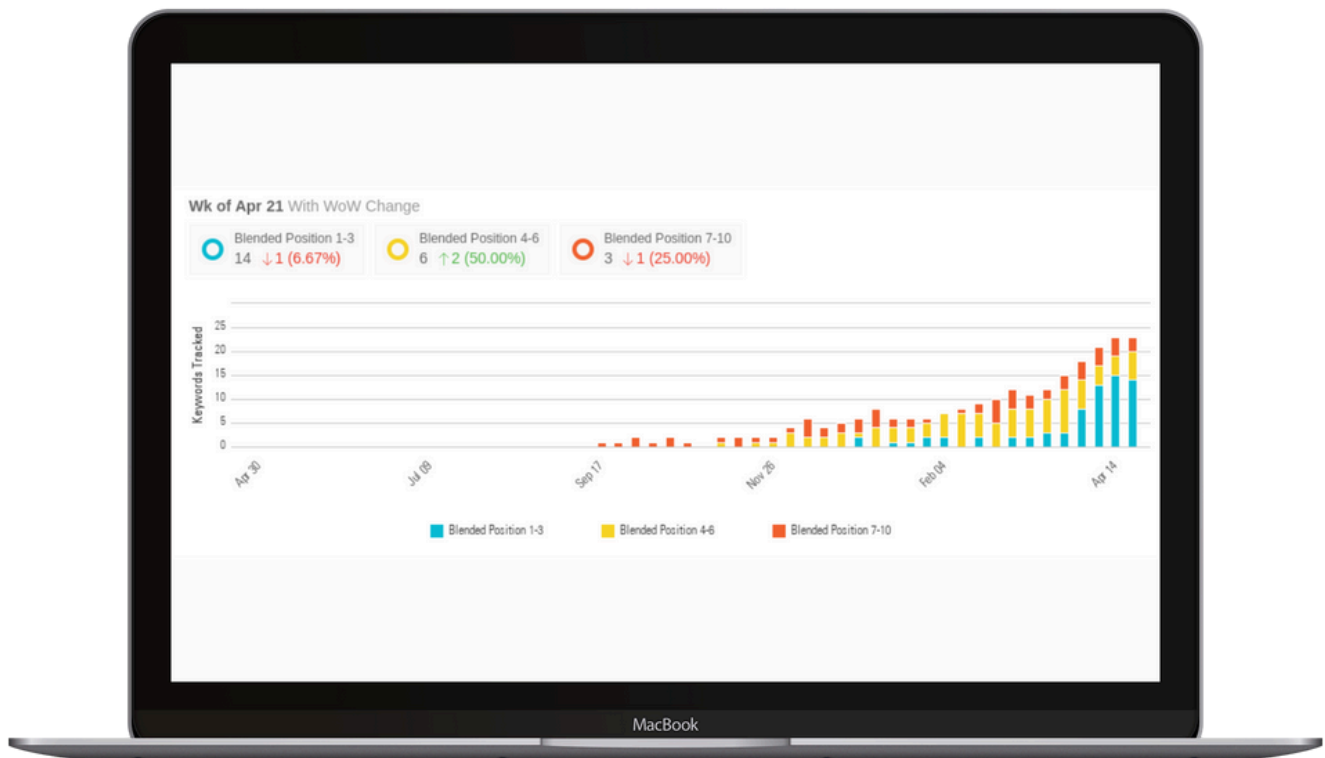 Wk of Apr 21 With WoW Change
Blended Position 1-3
14 ↓1 (6.67%)
Blended Position 4-6
6 ↑2 (50.00%)
Blended Position 7-10
3 ↓1 (25.00%)
Keywords Tracked
25
20
15
10
5
0
Apr 30
Jul 09
Sep 17
Nov 26
Feb 04
Apr 14
Blended Position 1-3
Blended Position 4-6
Blended Position 7-10
MacBook